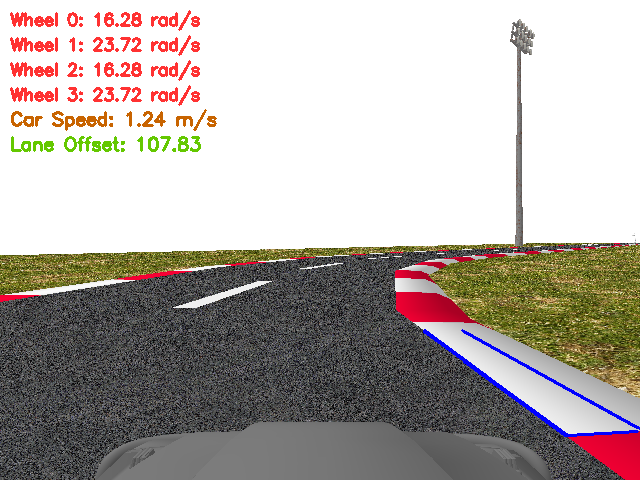 Wheel 0: 16.28 rad/s
Wheel 1: 23.72 rad/s
Wheel 2: 16.28 rad/s
Wheel 3: 23.72 rad/s
Car Speed: 1.24 m/s
Lane Offset: 107.83